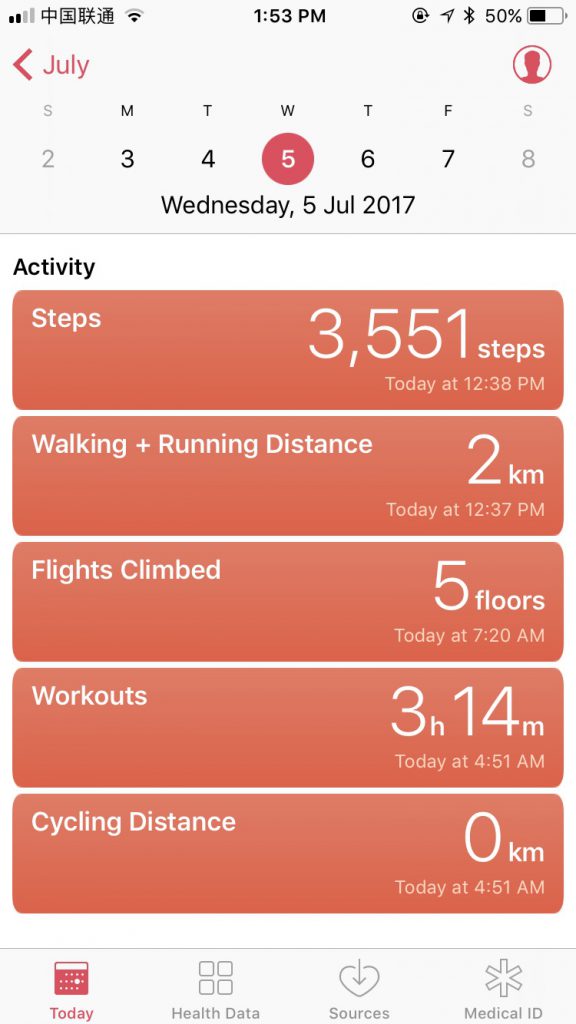 中国联通 1:53 PM 50%
July
S M T W T F S
2 3 4 5 6 7 8
Wednesday, 5 Jul 2017
Activity
Steps
3,551 steps
Today at 12:38 PM
Walking + Running Distance
2 km
Today at 12:37 PM
Flights Climbed
5 floors
Today at 7:20 AM
Workouts
3h 14m
Today at 4:51 AM
Cycling Distance
0 km
Today at 4:51 AM
Today Health Data Sources Medical ID